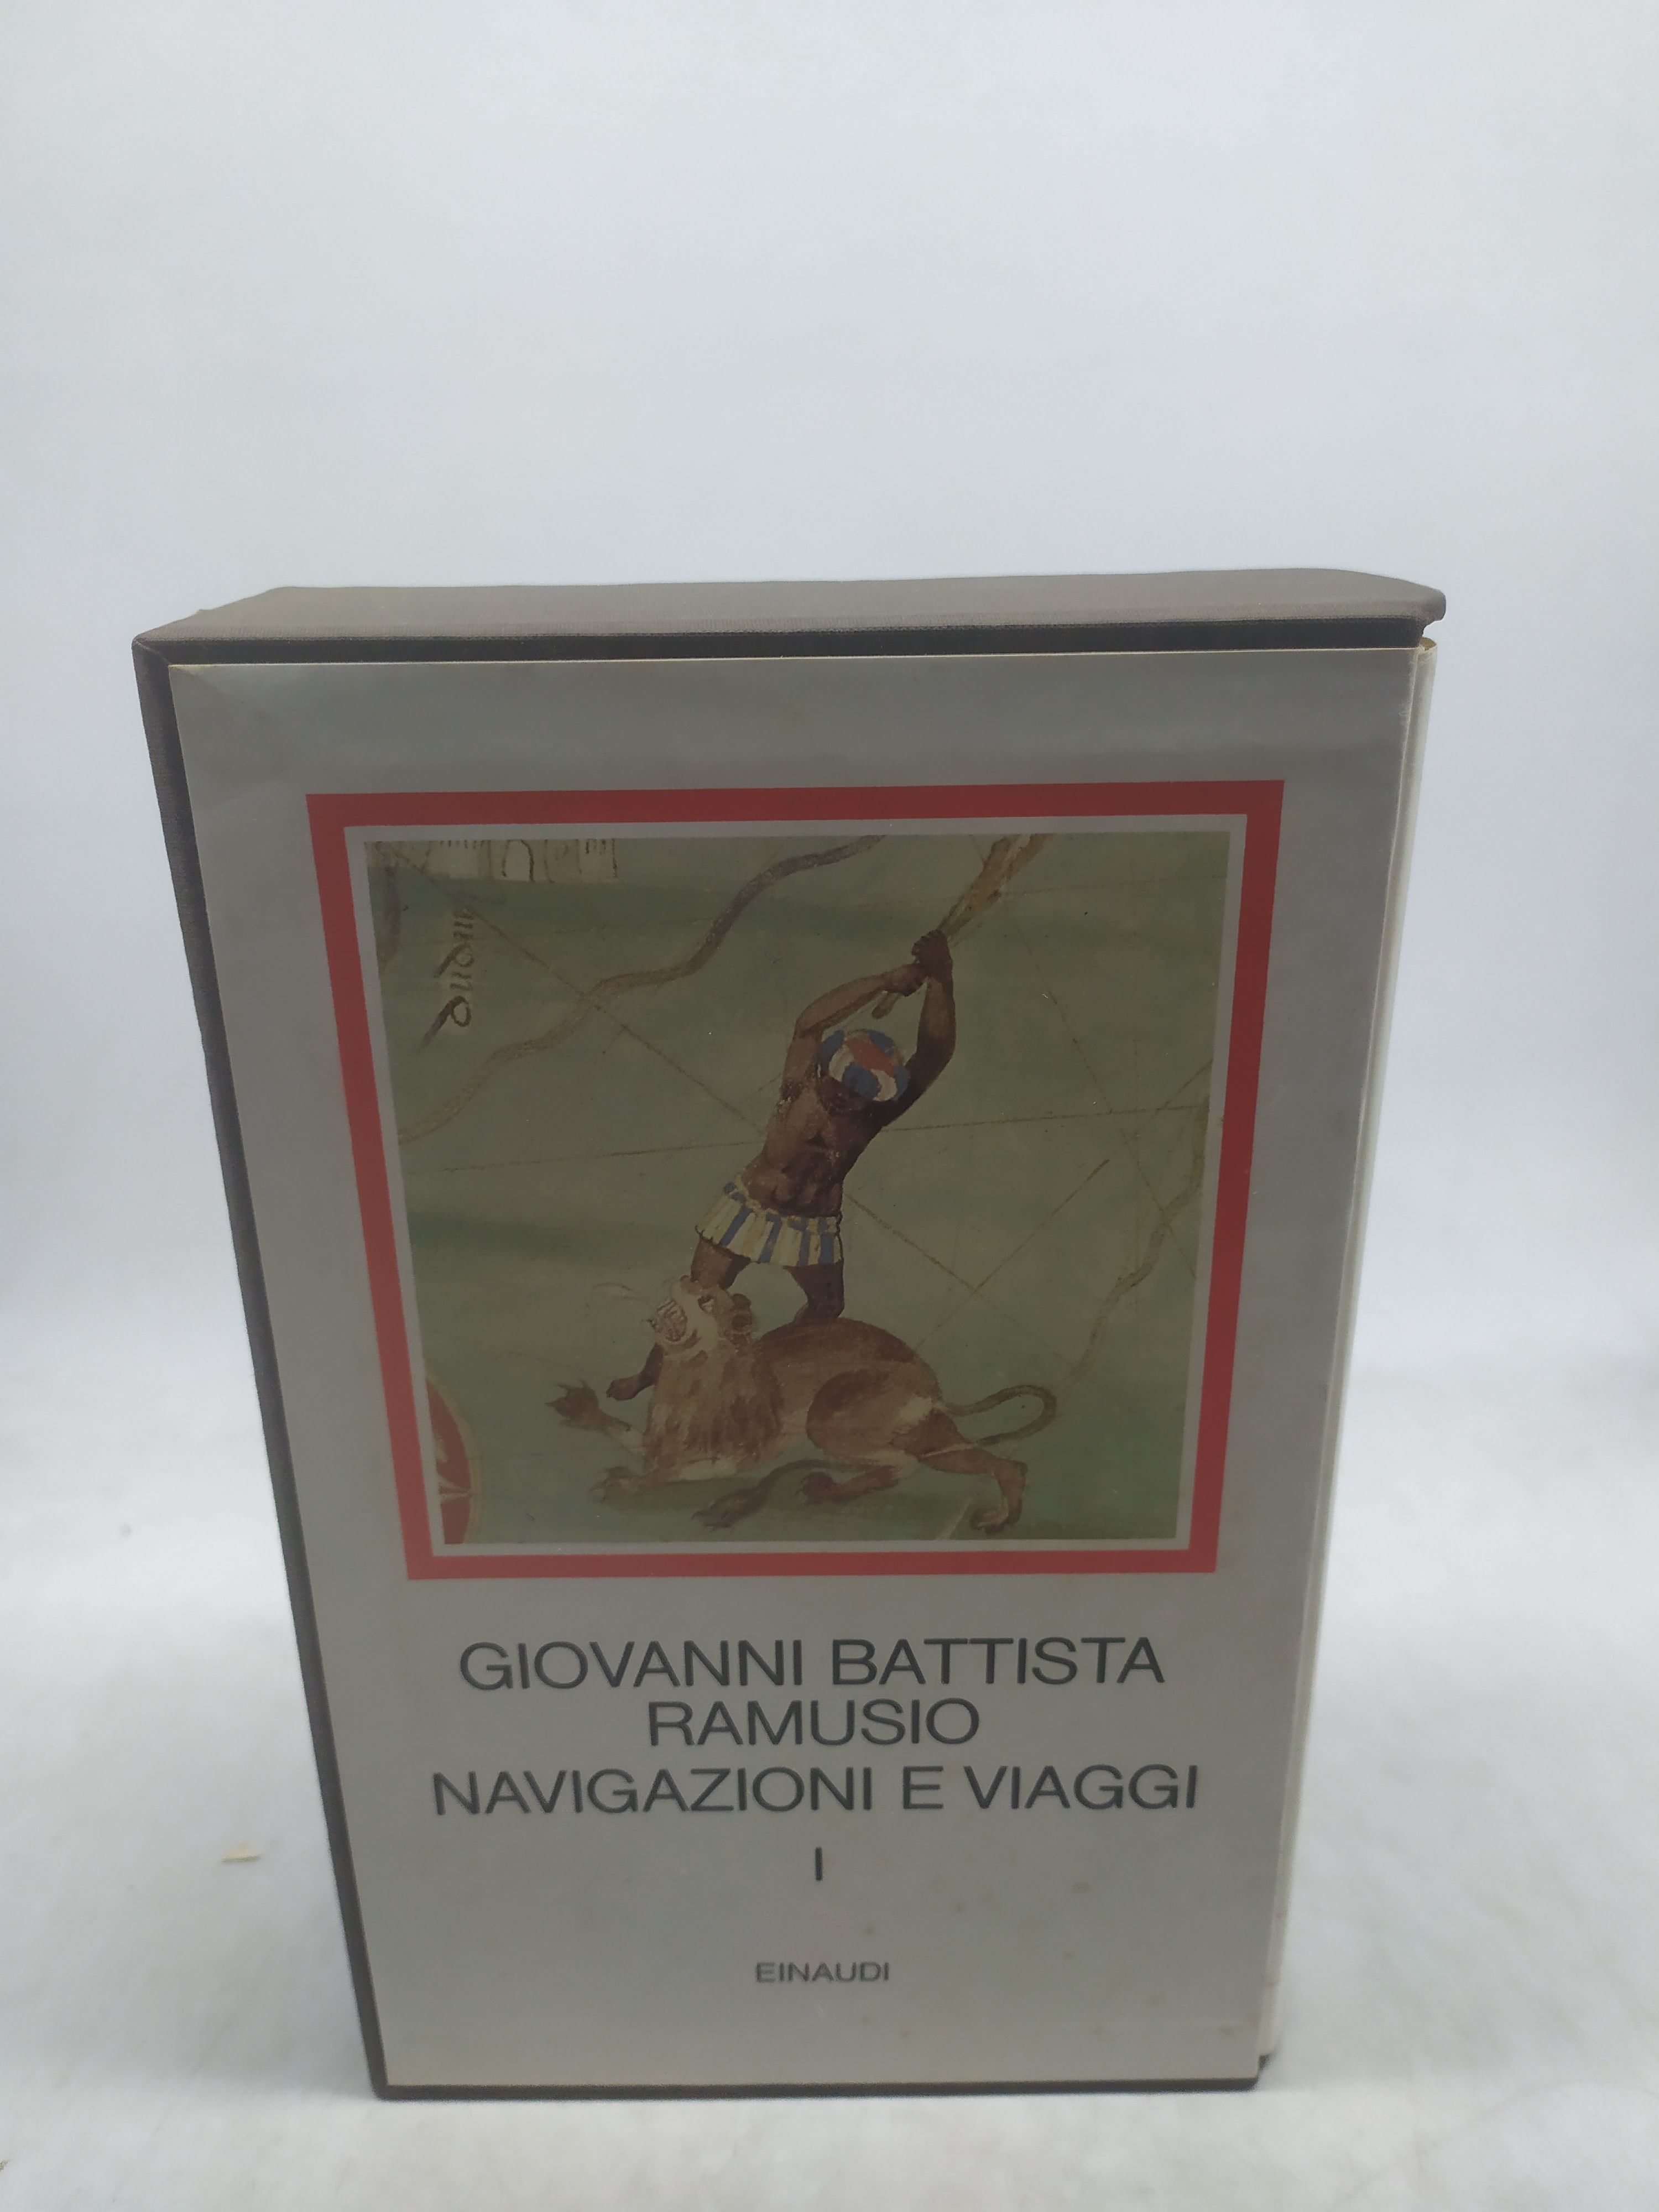 GIOVANNI BATTISTA
RAMUSIO
NAVIGAZIONI E VIAGGI
I
EINAUDI